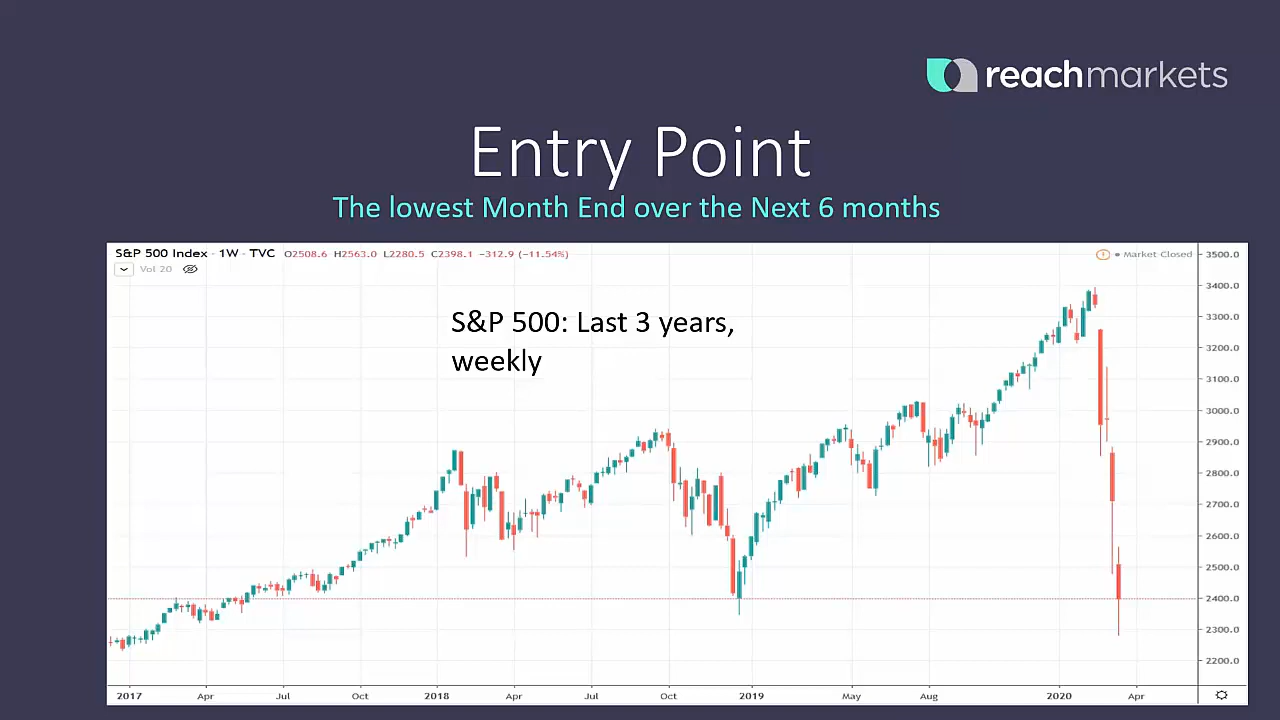 reachmarkets
Entry Point
The lowest Month End over the Next 6 months
S&P 500 Index · 1W · TVC O2508.6 H2563.0 L2280.5 C2398.1 −312.9 (−11.54%)
Market Closed
Vol 20
S&P 500: Last 3 years,
weekly
3500.0
3400.0
3300.0
3200.0
3100.0
3000.0
2900.0
2800.0
2700.0
2600.0
2500.0
2400.0
2300.0
2200.0
2017 Apr Jul Oct 2018 Apr Jul Oct 2019 May Aug 2020 Apr